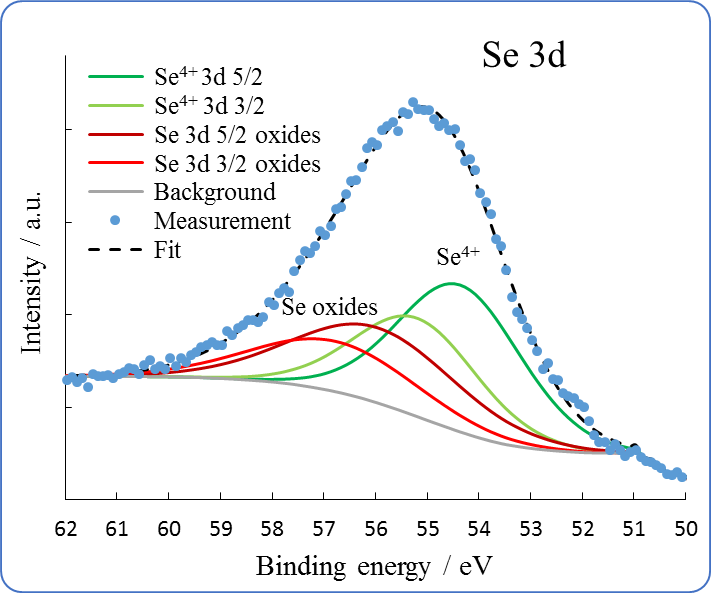 Se 3d
Se⁴⁺ 3d 5/2
Se⁴⁺ 3d 3/2
Se 3d 5/2 oxides
Se 3d 3/2 oxides
Background
Measurement
Fit
Se⁴⁺
Se oxides
Intensity / a.u.
62 61 60 59 58 57 56 55 54 53 52 51 50
Binding energy / eV